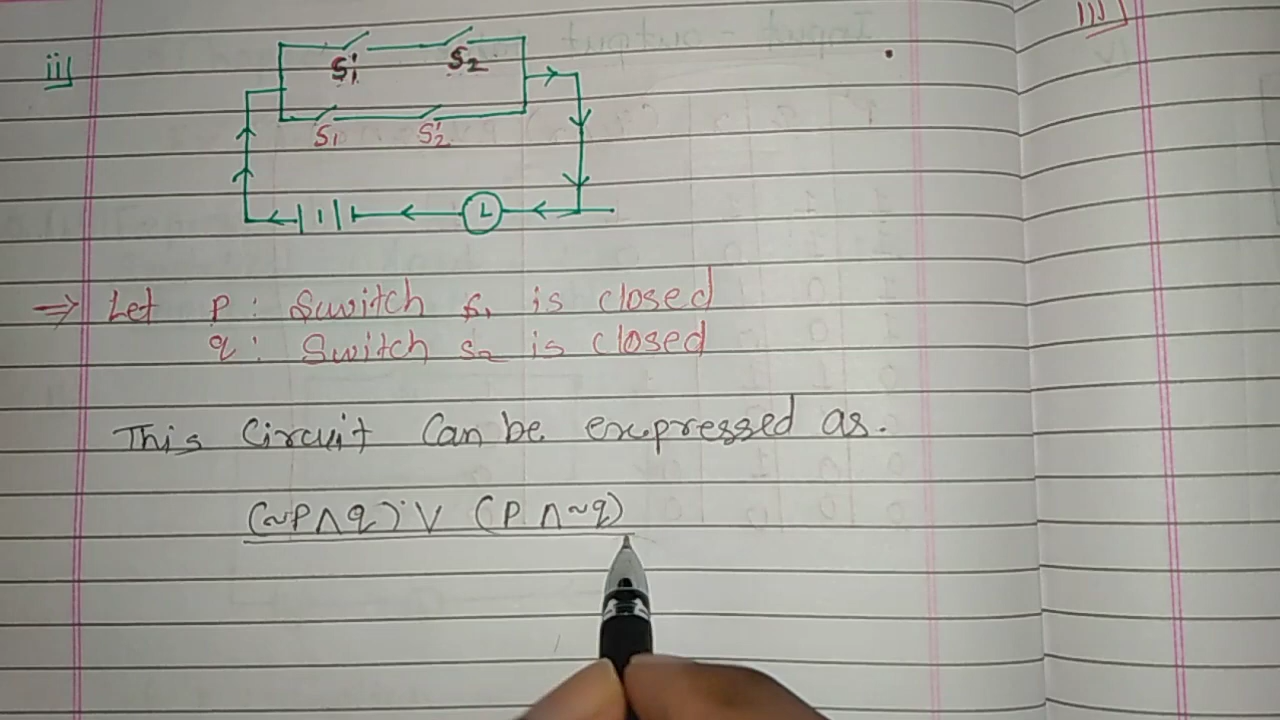 ii)
iii)
S₁' S₂
S₁ S₂'
L
⇒ Let p : Switch s₁ is closed
q : Switch s₂ is closed
This Circuit Can be expressed as.
(~P∧q) ∨ (P ∧ ~q)